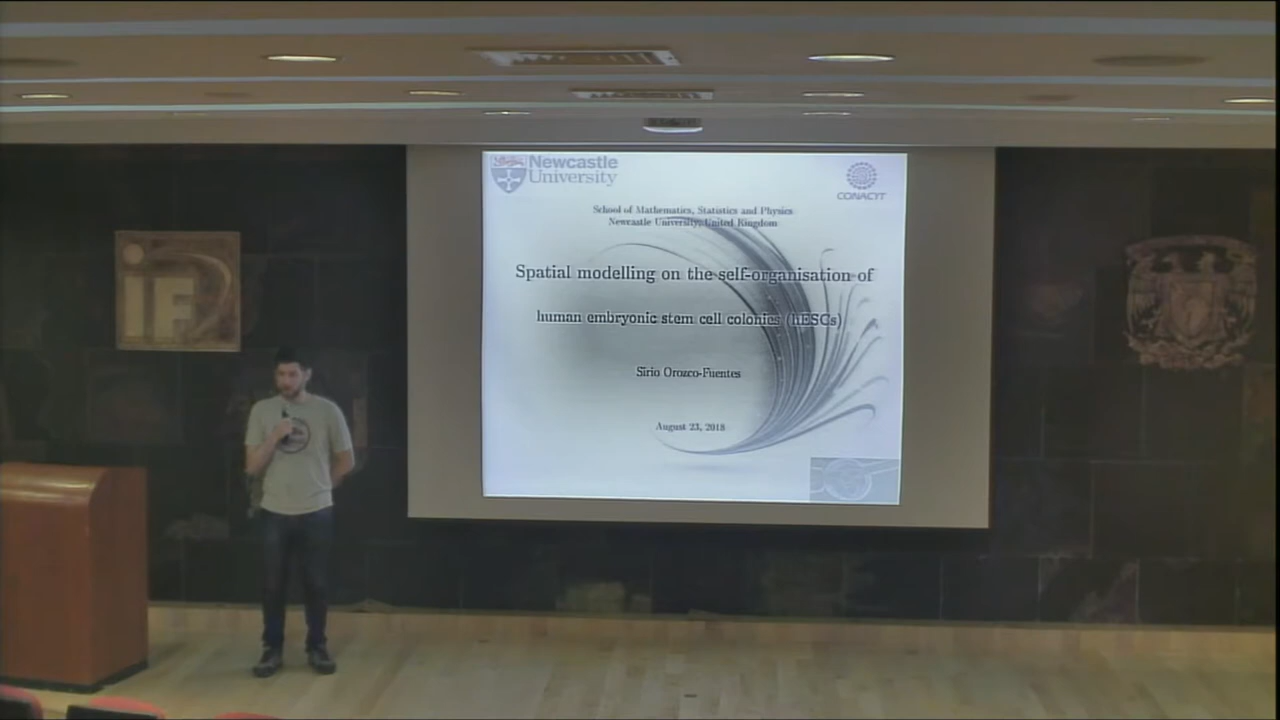 Newcastle
University
CONACYT
School of Mathematics, Statistics and Physics
Newcastle University, United Kingdom
Spatial modelling on the self-organisation of
human embryonic stem cell colonies (hESCs)
Sirio Orozco-Fuentes
August 23, 2018
iF